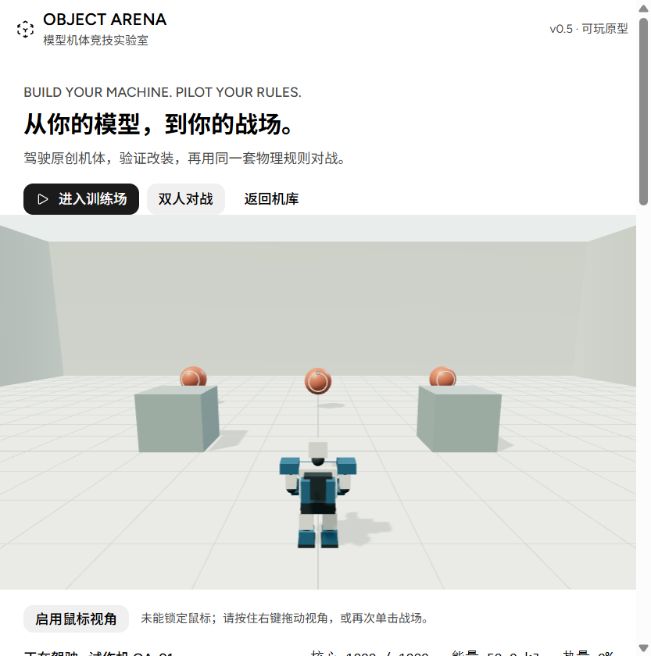 OBJECT ARENA
模型机体竞技实验室
v0.5 · 可玩原型
BUILD YOUR MACHINE. PILOT YOUR RULES.
从你的模型，到你的战场。
驾驶原创机体，验证改装，再用同一套物理规则对战。
进入训练场
双人对战
返回机库
启用鼠标视角
未能锁定鼠标；请按住右键拖动视角，或再次单击战场。